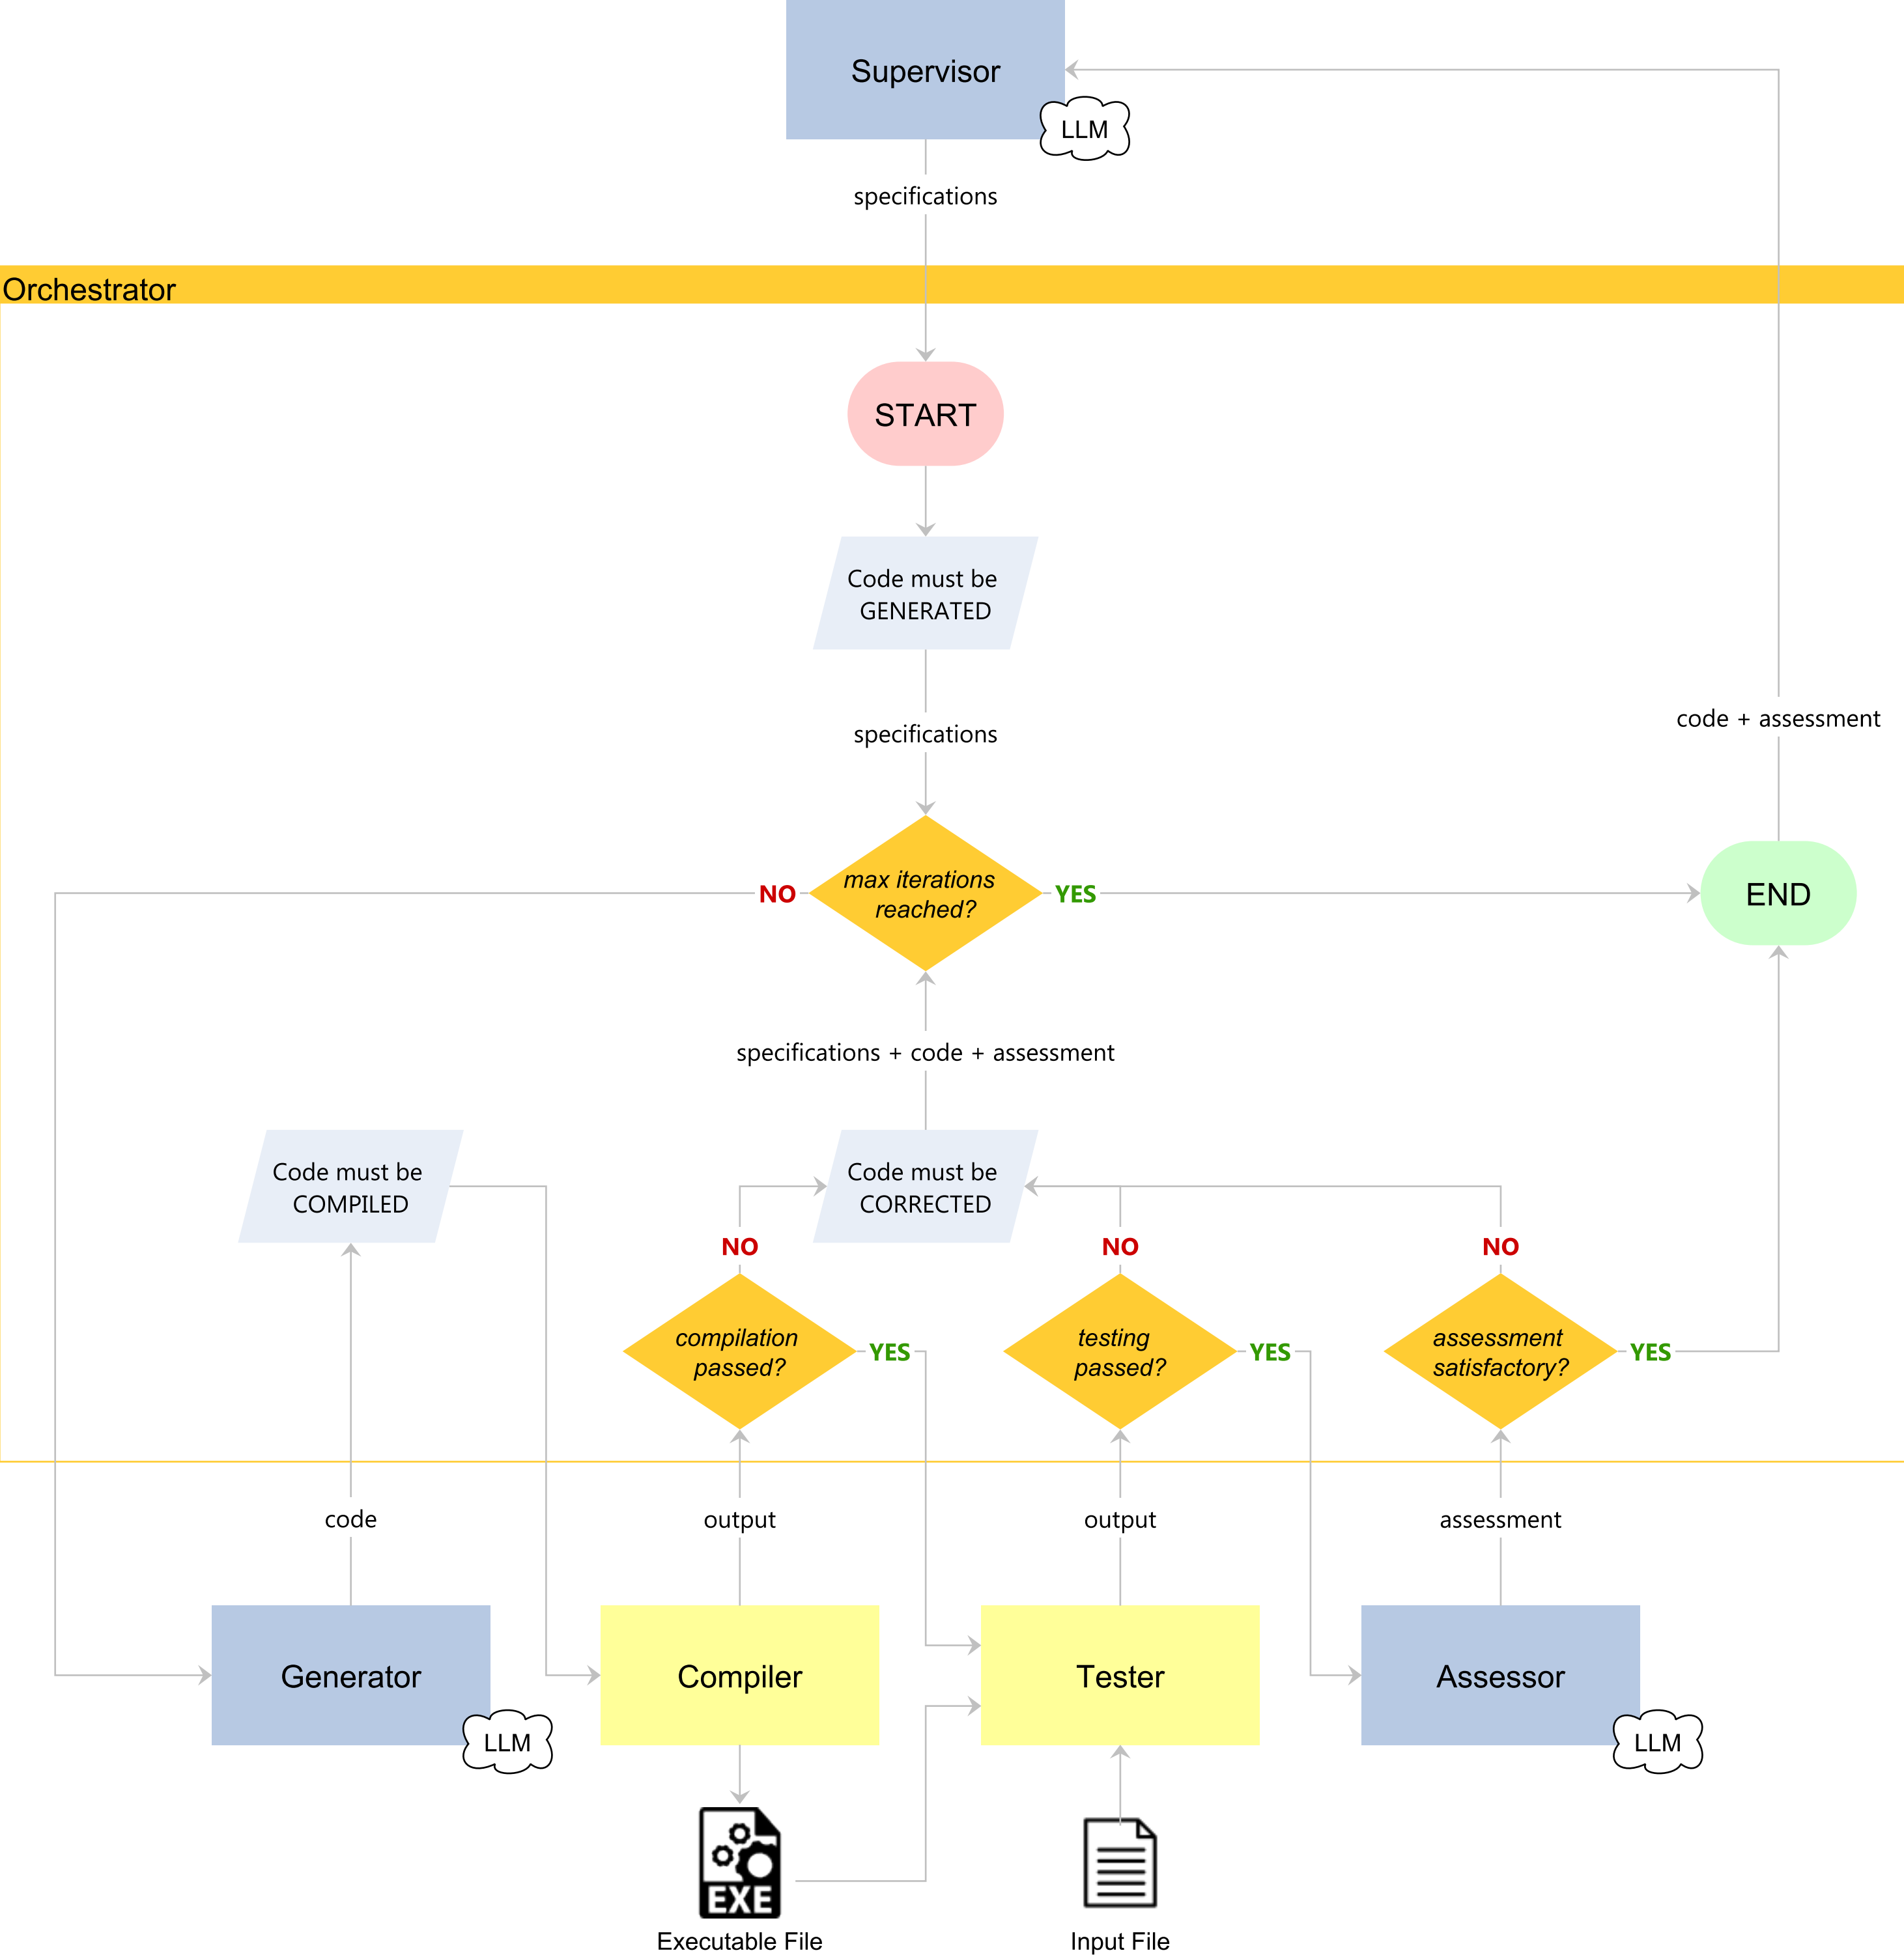 Supervisor
LLM
specifications
Orchestrator
START
Code must be
GENERATED
specifications
code + assessment
NO
max iterations
reached?
YES
END
specifications + code + assessment
Code must be
COMPILED
Code must be
CORRECTED
NO
NO
NO
compilation
passed?
YES
testing
passed?
YES
assessment
satisfactory?
YES
code
output
output
assessment
Generator
LLM
Compiler
Tester
Assessor
LLM
EXE
Executable File
Input File